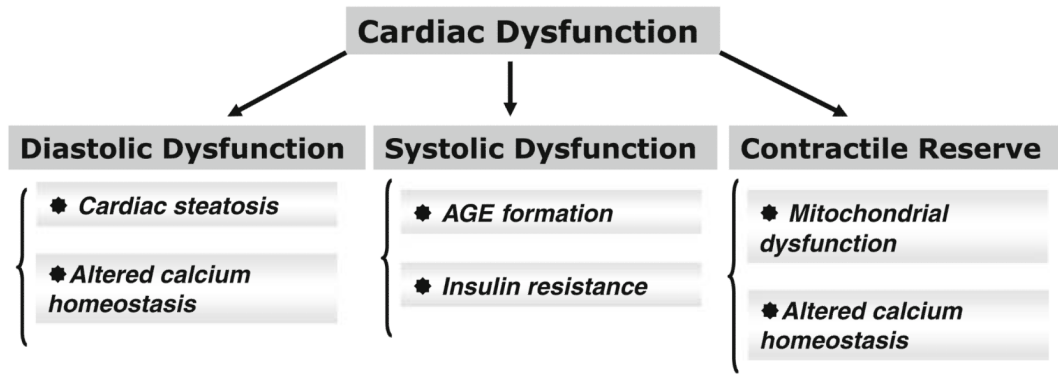 Cardiac Dysfunction
Diastolic Dysfunction
✸ Cardiac steatosis
✸Altered calcium
homeostasis
Systolic Dysfunction
✸ AGE formation
✸ Insulin resistance
Contractile Reserve
✸ Mitochondrial
dysfunction
✸Altered calcium
homeostasis